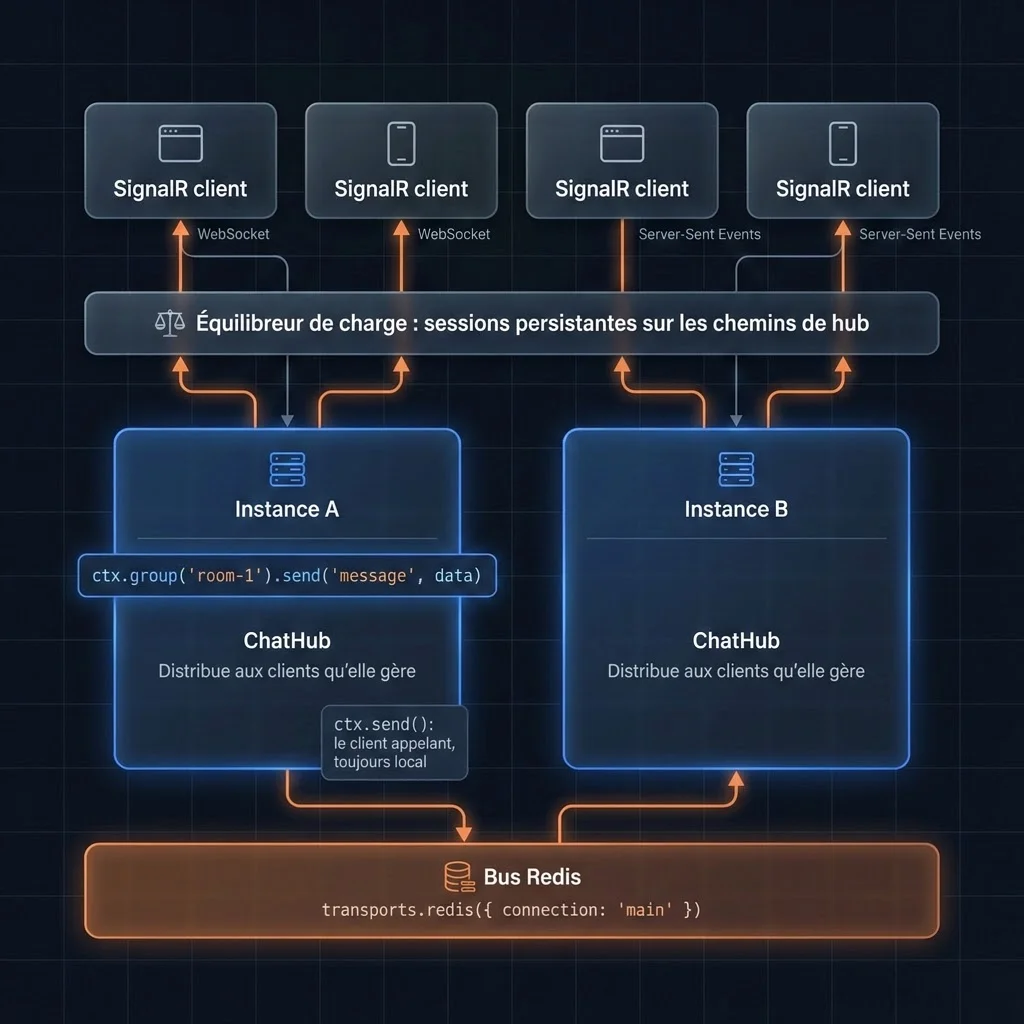 SignalR client
SignalR client
SignalR client
SignalR client
WebSocket
WebSocket
Server-Sent Events
Server-Sent Events
Équilibreur de charge : sessions persistantes sur les chemins de hub
Instance A
Instance B
ctx.group('room-1').send('message', data)
ChatHub
Distribue aux clients qu'elle gère
ChatHub
Distribue aux clients qu'elle gère
ctx.send():
le client appelant,
toujours local
Bus Redis
transports.redis({ connection: 'main' })